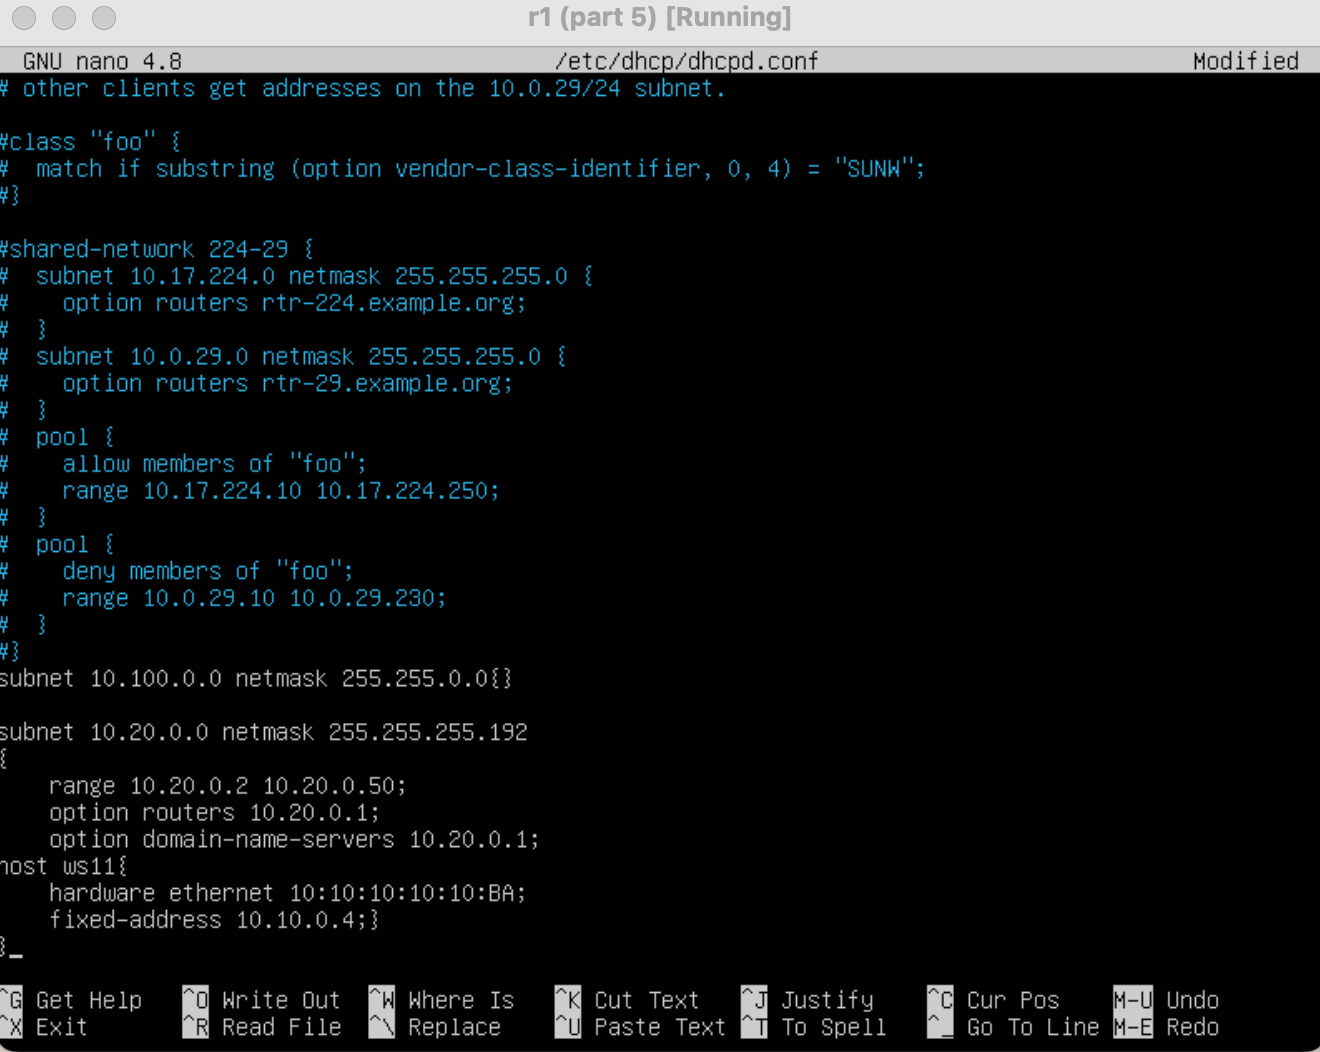 r1 (part 5) [Running]
GNU nano 4.8 /etc/dhcp/dhcpd.conf Modified
# other clients get addresses on the 10.0.29/24 subnet.
#class "foo" {
#  match if substring (option vendor-class-identifier, 0, 4) = "SUNW";
#}
#shared-network 224-29 {
#  subnet 10.17.224.0 netmask 255.255.255.0 {
#    option routers rtr-224.example.org;
#  }
#  subnet 10.0.29.0 netmask 255.255.255.0 {
#    option routers rtr-29.example.org;
#  }
#  pool {
#    allow members of "foo";
#    range 10.17.224.10 10.17.224.250;
#  }
#  pool {
#    deny members of "foo";
#    range 10.0.29.10 10.0.29.230;
#  }
#}
subnet 10.100.0.0 netmask 255.255.0.0{}
subnet 10.20.0.0 netmask 255.255.255.192
{
    range 10.20.0.2 10.20.0.50;
    option routers 10.20.0.1;
    option domain-name-servers 10.20.0.1;
host ws11{
    hardware ethernet 10:10:10:10:10:BA;
    fixed-address 10.10.0.4;}
}_
^G Get Help ^O Write Out ^W Where Is ^K Cut Text ^J Justify ^C Cur Pos M-U Undo
^X Exit ^R Read File ^\ Replace ^U Paste Text ^T To Spell ^_ Go To Line M-E Redo